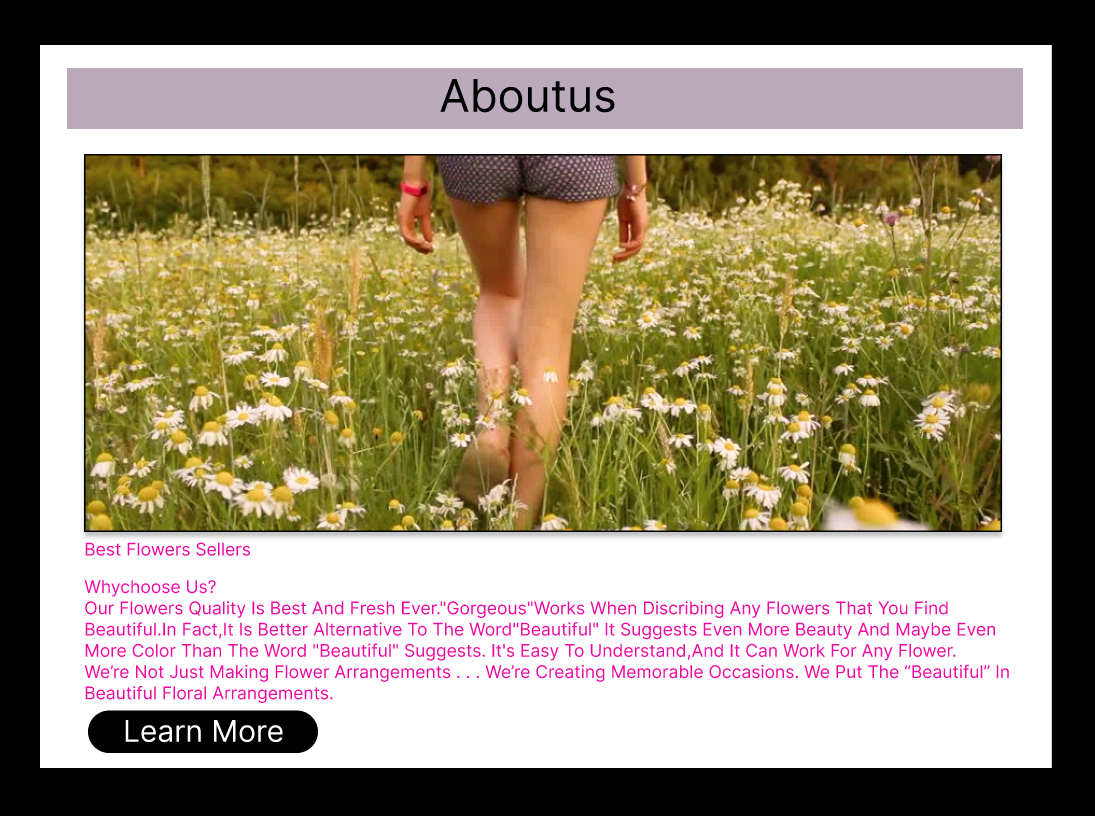 Aboutus
Best Flowers Sellers
Whychoose Us?
Our Flowers Quality Is Best And Fresh Ever."Gorgeous"Works When Discribing Any Flowers That You Find
Beautiful.In Fact,It Is Better Alternative To The Word"Beautiful" It Suggests Even More Beauty And Maybe Even
More Color Than The Word "Beautiful" Suggests. It's Easy To Understand,And It Can Work For Any Flower.
We’re Not Just Making Flower Arrangements . . . We’re Creating Memorable Occasions. We Put The “Beautiful” In
Beautiful Floral Arrangements.
Learn More